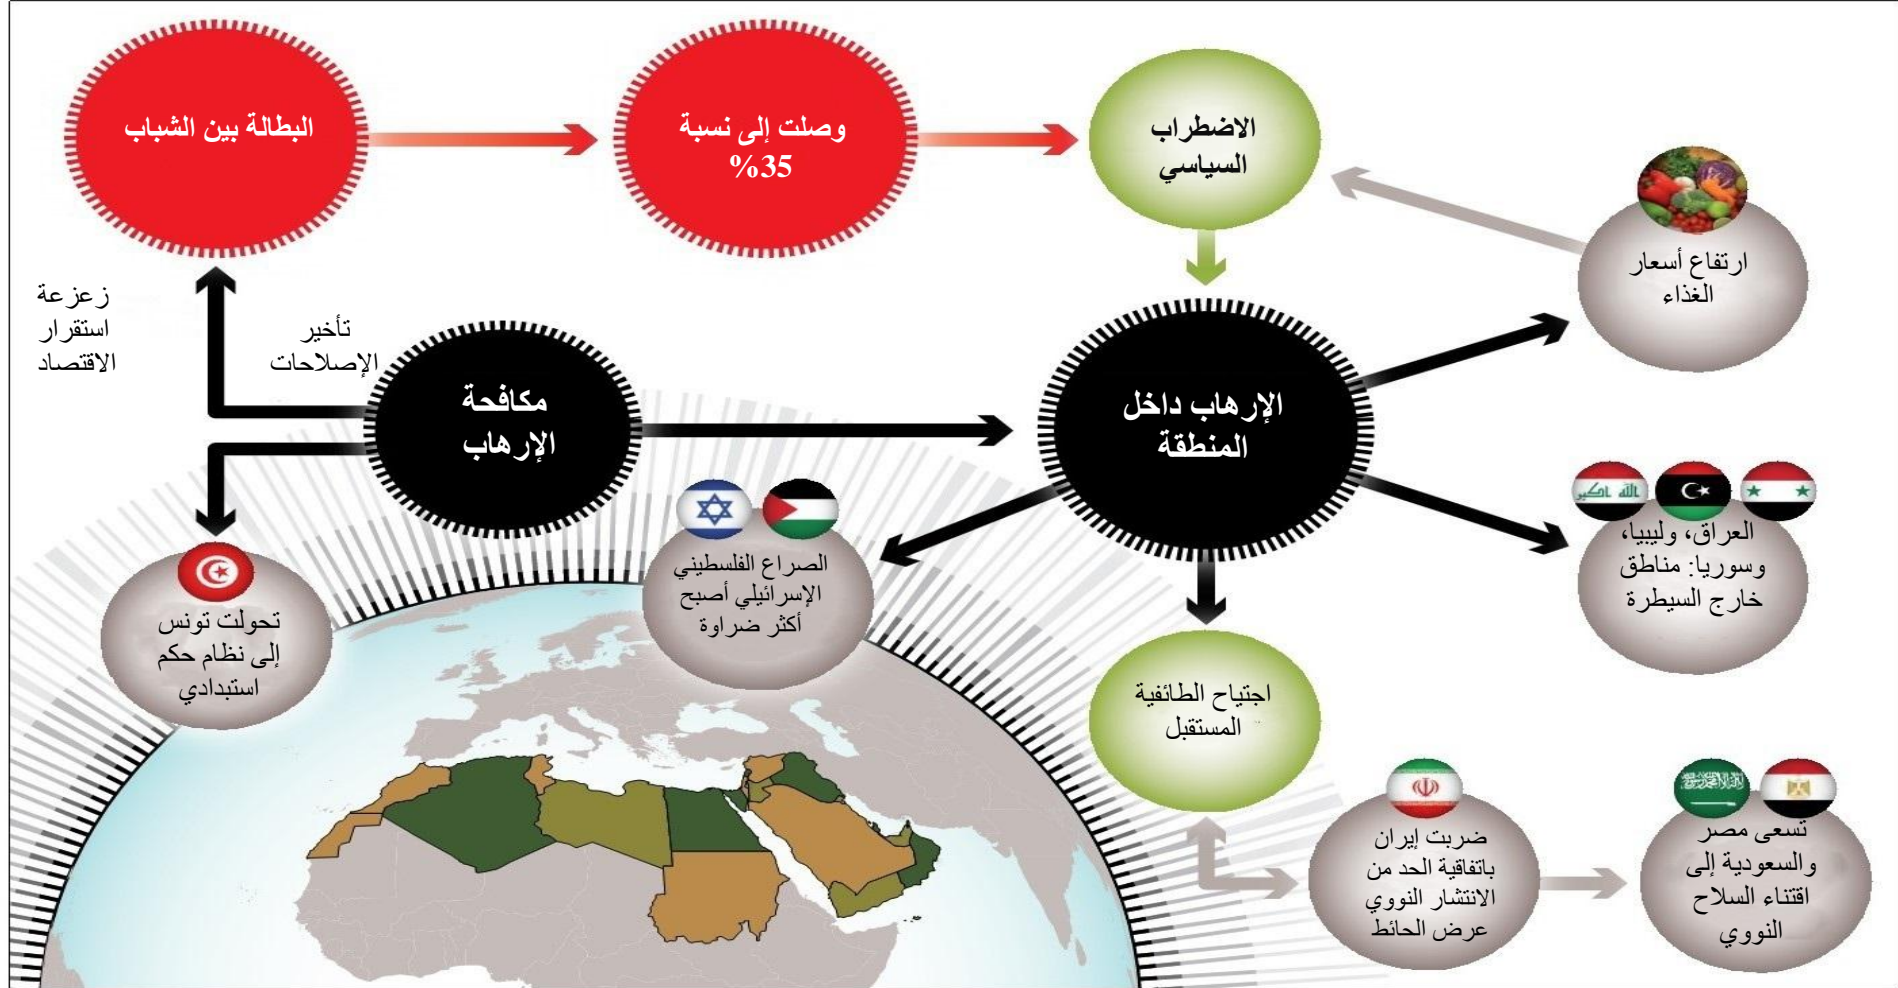 البطالة بين الشباب
وصلت إلى نسبة
35%
الاضطراب
السياسي
ارتفاع أسعار
الغذاء
زعزعة
استقرار
الاقتصاد
تأخير
الإصلاحات
مكافحة
الإرهاب
الإرهاب داخل
المنطقة
العراق، وليبيا،
وسوريا: مناطق
خارج السيطرة
الصراع الفلسطيني
الإسرائيلي أصبح
أكثر ضراوة
تحولت تونس
إلى نظام حكم
استبدادي
اجتياح الطائفية
المستقبل
ضربت إيران
باتفاقية الحد من
الانتشار النووي
عرض الحائط
تسعى مصر
والسعودية إلى
اقتناء السلاح
النووي
الله اكبر